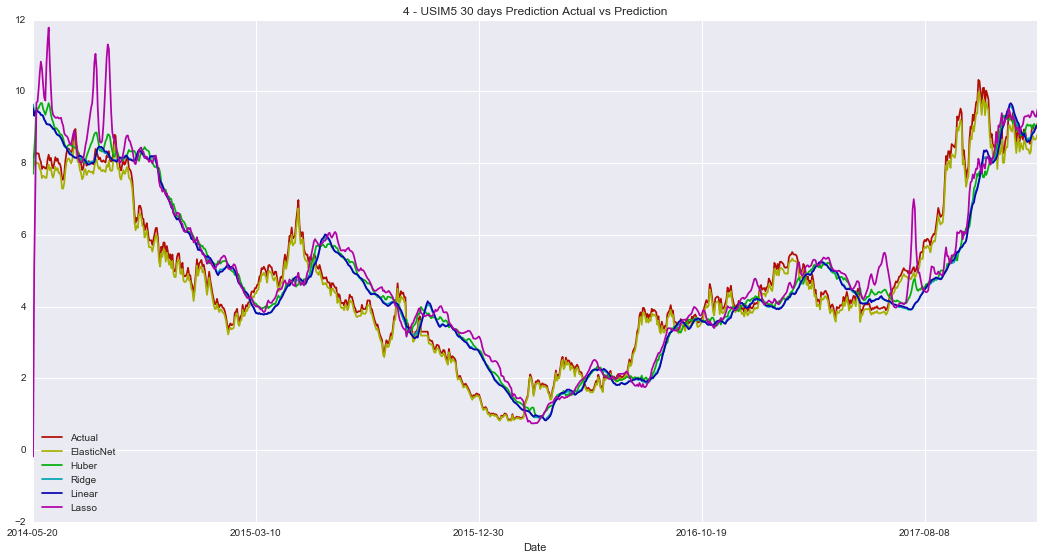 4 - USIM5 30 days Prediction Actual vs Prediction
12
10
8
6
4
2
0
−2
Actual
ElasticNet
Huber
Ridge
Linear
Lasso
2014-05-20
2015-03-10
2015-12-30
2016-10-19
2017-08-08
Date